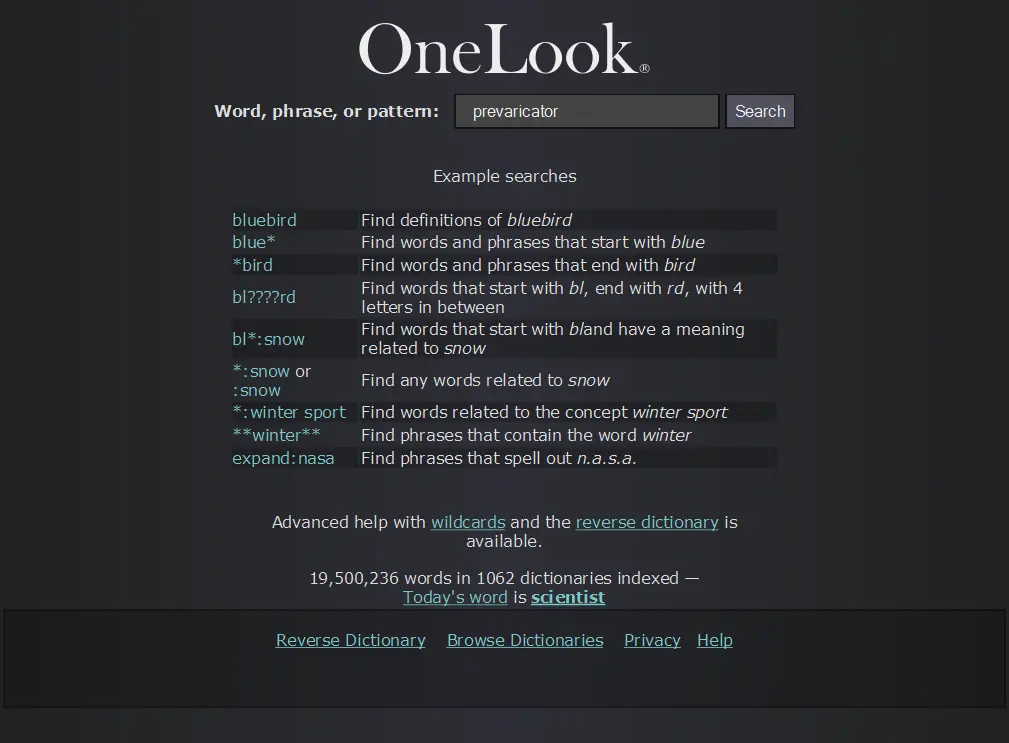 OneLook®
Word, phrase, or pattern: prevaricator Search
Example searches
bluebird Find definitions of bluebird
blue* Find words and phrases that start with blue
*bird Find words and phrases that end with bird
bl????rd Find words that start with bl, end with rd, with 4
letters in between
bl*:snow Find words that start with bland have a meaning
related to snow
*:snow or
:snow Find any words related to snow
*:winter sport Find words related to the concept winter sport
**winter** Find phrases that contain the word winter
expand:nasa Find phrases that spell out n.a.s.a.
Advanced help with wildcards and the reverse dictionary is
available.
19,500,236 words in 1062 dictionaries indexed —
Today's word is scientist
Reverse Dictionary Browse Dictionaries Privacy Help